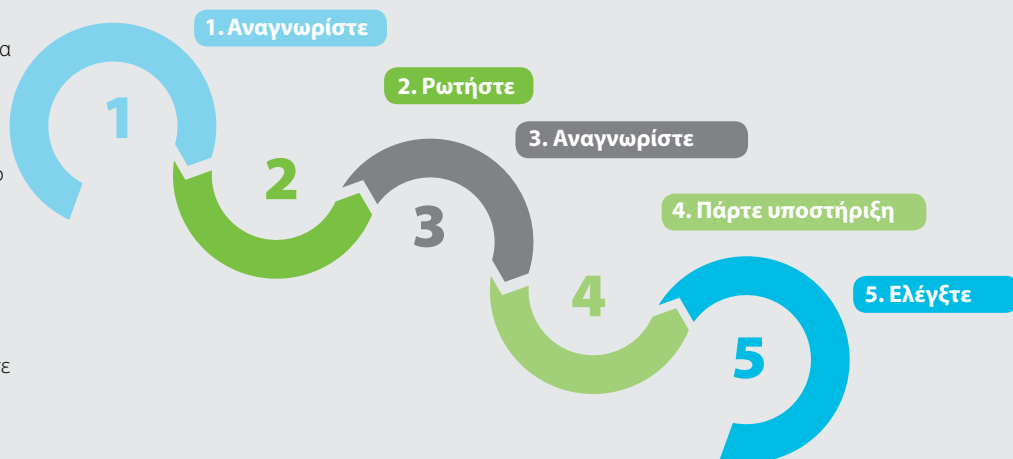 1. Αναγνωρίστε
1
2. Ρωτήστε
2
3. Αναγνωρίστε
3
4. Πάρτε υποστήριξη
4
5. Ελέγξτε
5